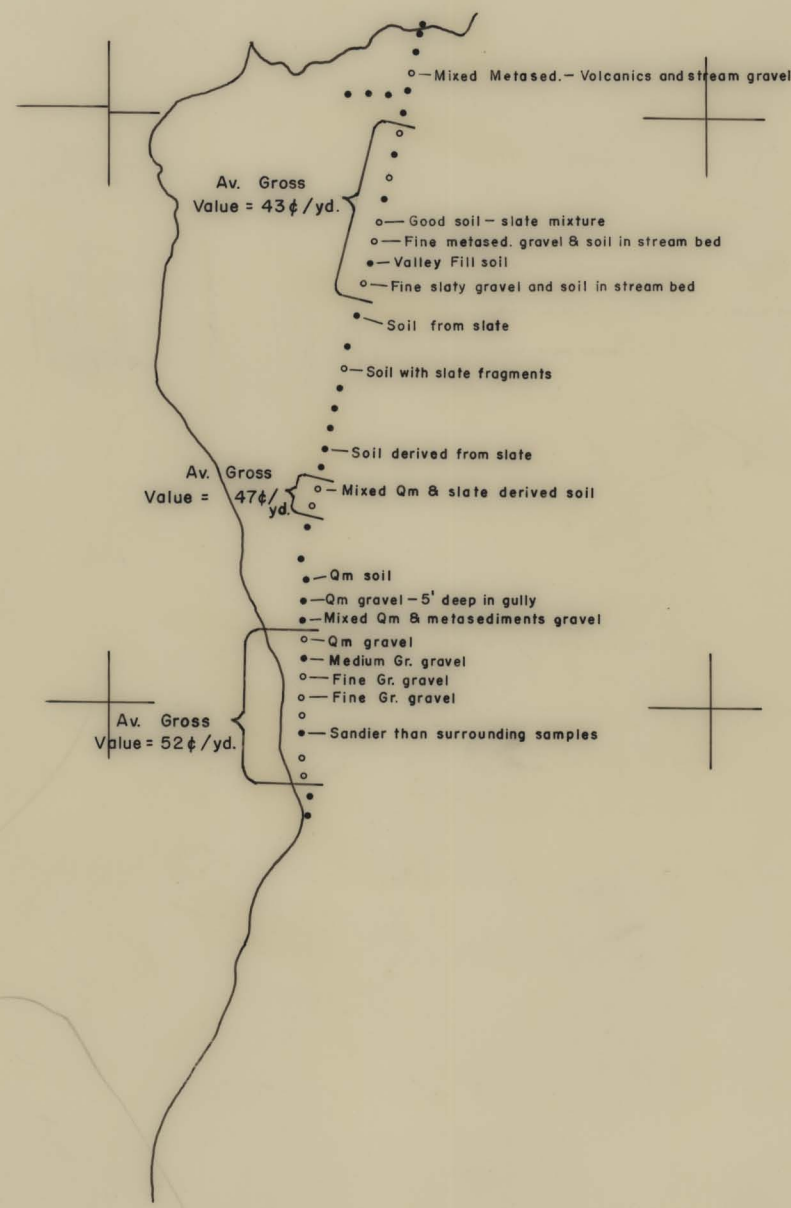 Mixed Metased.- Volcanics and stream gravel
Av. Gross
Value = 43¢/yd.
Good soil - slate mixture
Fine metased. gravel & soil in stream bed
Valley Fill soil
Fine slaty gravel and soil in stream bed
Soil from slate
Soil with slate fragments
Soil derived from slate
Av. Gross
Value = 47¢/
yd.
Mixed Qm & slate derived soil
Qm soil
Qm gravel - 5' deep in gully
Mixed Qm & metasediments gravel
Qm gravel
Medium Gr. gravel
Fine Gr. gravel
Fine Gr. gravel
Av. Gross
Value = 52¢/yd.
Sandier than surrounding samples